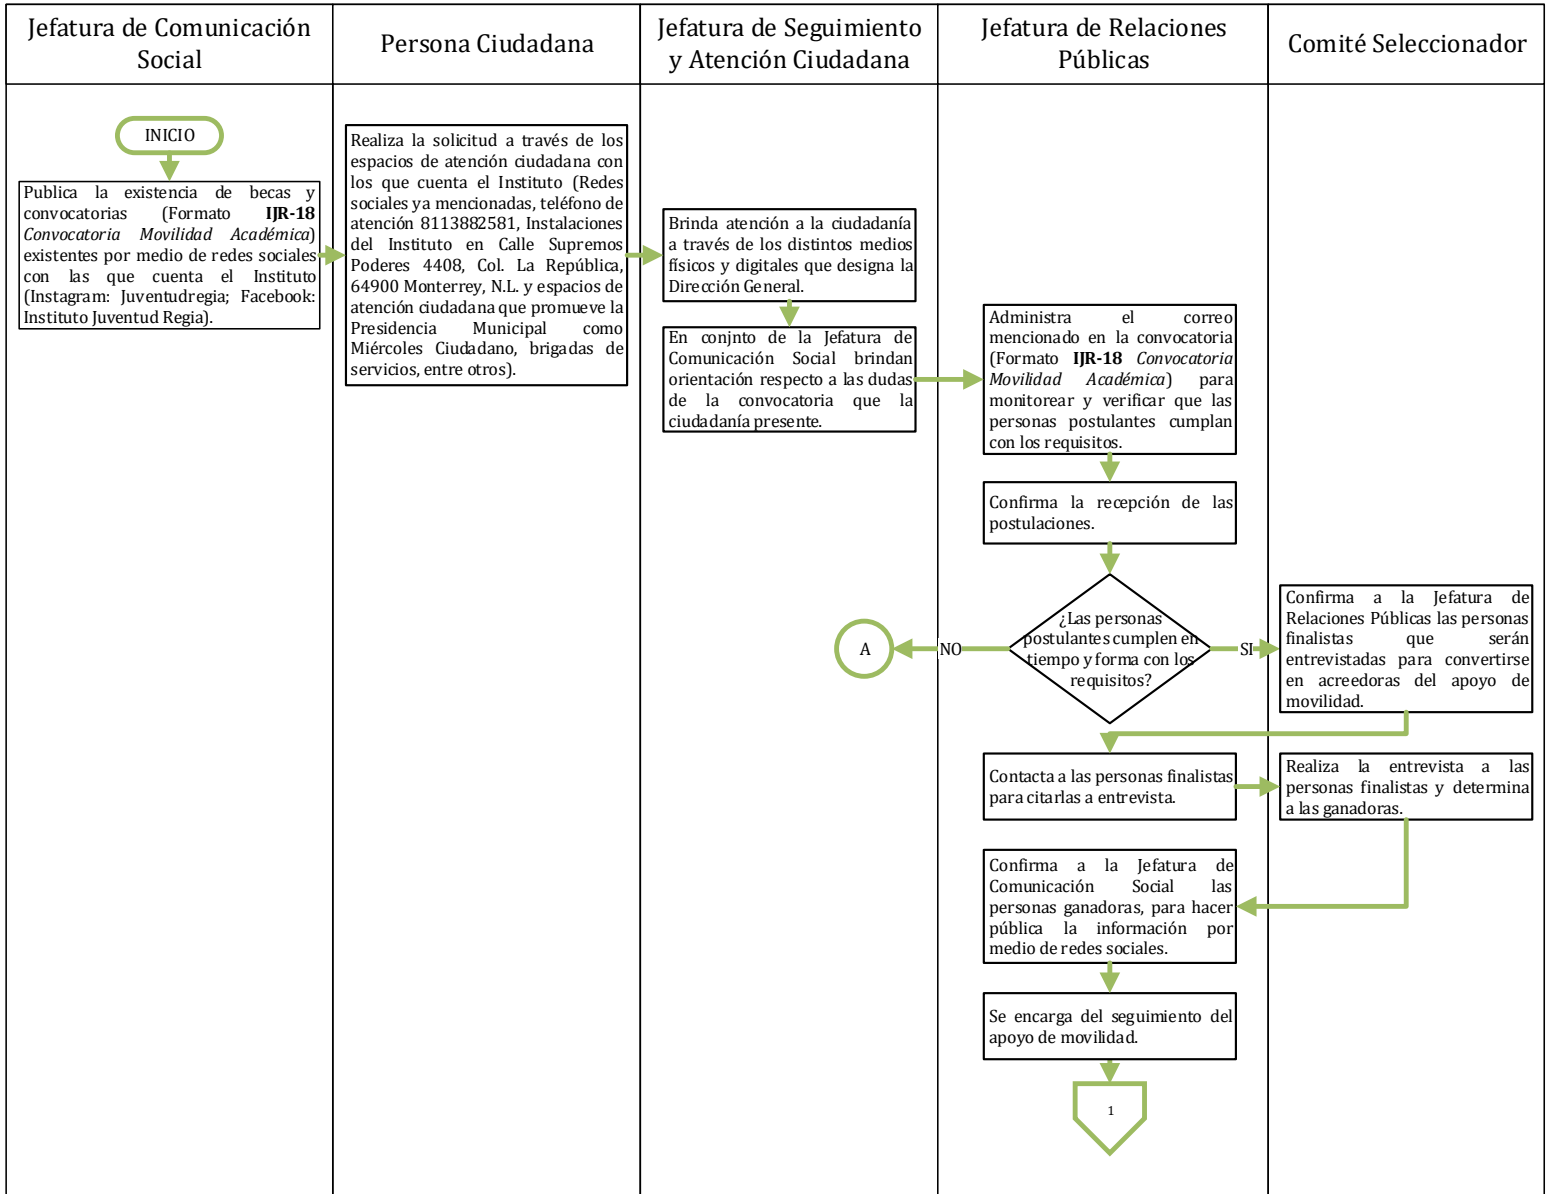 Jefatura de Comunicación
Social
Persona Ciudadana
Jefatura de Seguimiento
y Atención Ciudadana
Jefatura de Relaciones
Públicas
Comité Seleccionador
INICIO
Publica la existencia de becas y
convocatorias (Formato IJR-18
Convocatoria Movilidad Académica)
existentes por medio de redes sociales
con las que cuenta el Instituto
(Instagram: Juventudregia; Facebook:
Instituto Juventud Regia).
Realiza la solicitud a través de los
espacios de atención ciudadana con
los que cuenta el Instituto (Redes
sociales ya mencionadas, teléfono de
atención 8113882581, Instalaciones
del Instituto en Calle Supremos
Poderes 4408, Col. La República,
64900 Monterrey, N.L. y espacios de
atención ciudadana que promueve la
Presidencia Municipal como
Miércoles Ciudadano, brigadas de
servicios, entre otros).
Brinda atención a la ciudadanía
a través de los distintos medios
físicos y digitales que designa la
Dirección General.
En conjnto de la Jefatura de
Comunicación Social brindan
orientación respecto a las dudas
de la convocatoria que la
ciudadanía presente.
Administra el correo
mencionado en la convocatoria
(Formato IJR-18 Convocatoria
Movilidad Académica) para
monitorear y verificar que las
personas postulantes cumplan
con los requisitos.
Confirma la recepción de las
postulaciones.
¿Las personas
postulantes cumplen en
tiempo y forma con los
requisitos?
NO
A
SI
Confirma a la Jefatura de
Relaciones Públicas las personas
finalistas que serán
entrevistadas para convertirse
en acreedoras del apoyo de
movilidad.
Contacta a las personas finalistas
para citarlas a entrevista.
Realiza la entrevista a las
personas finalistas y determina
a las ganadoras.
Confirma a la Jefatura de
Comunicación Social las
personas ganadoras, para hacer
pública la información por
medio de redes sociales.
Se encarga del seguimiento del
apoyo de movilidad.
1